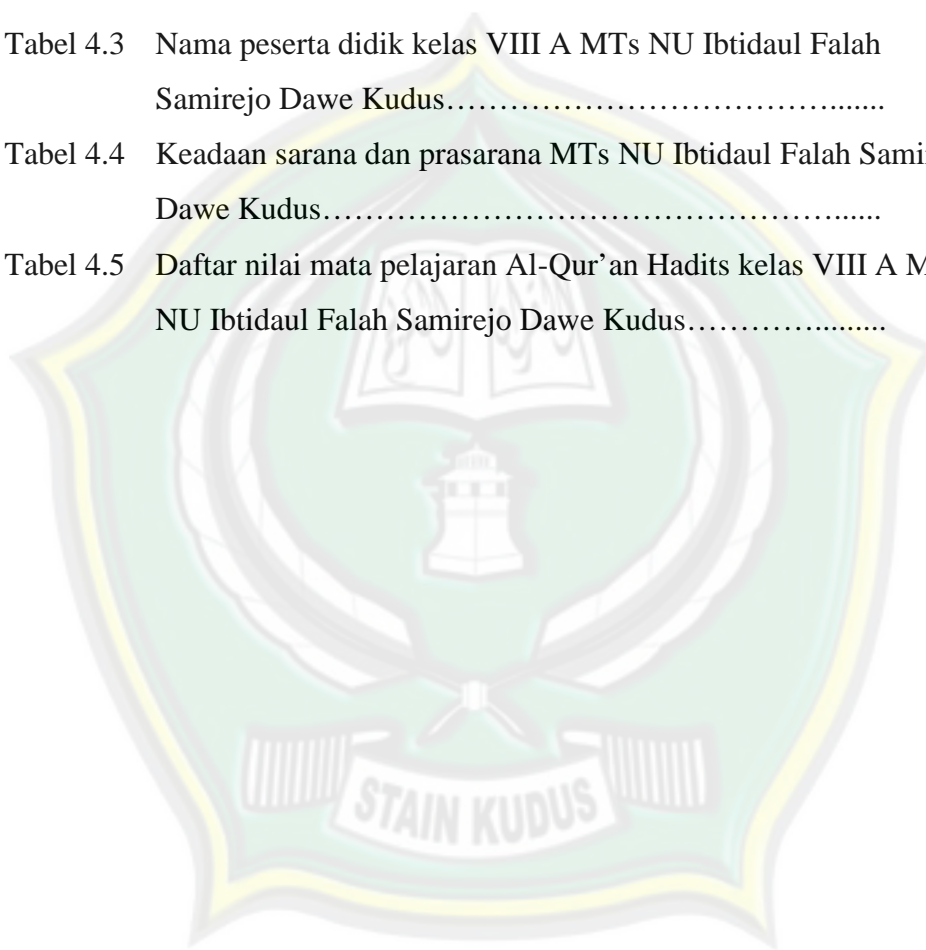 Tabel 4.3 Nama peserta didik kelas VIII A MTs NU Ibtidaul Falah
Samirejo Dawe Kudus……………………………….......
Tabel 4.4 Keadaan sarana dan prasarana MTs NU Ibtidaul Falah
Dawe Kudus…………………………………………......
Tabel 4.5 Daftar nilai mata pelajaran Al-Qur’an Hadits kelas VIII A
NU Ibtidaul Falah Samirejo Dawe Kudus………….........
STAIN KUDUS